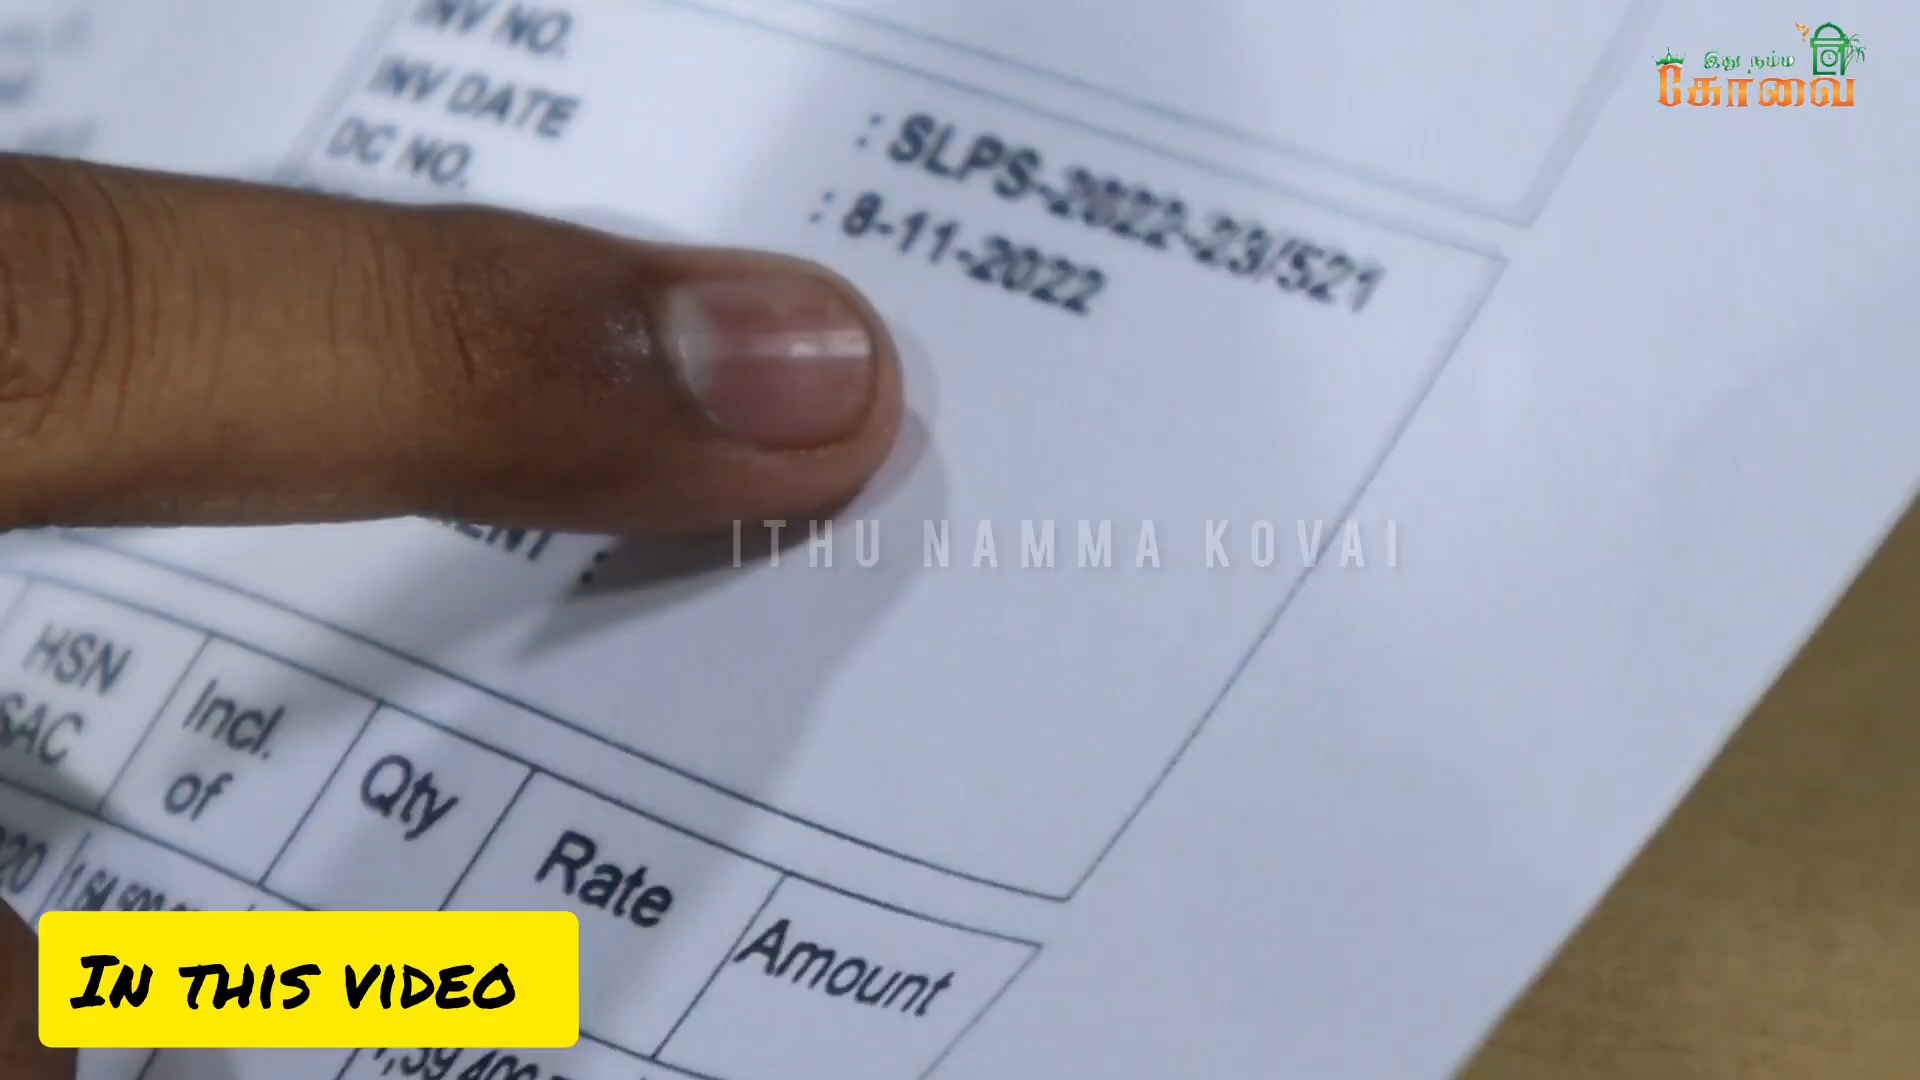 இது நம்ம
கோவை
INV NO.
: SLPS-2022-23/521
INV DATE
: 8-11-2022
DC NO.
ITHU NAMMA KOVAI
HSN
SAC
Incl.
of
Qty
Rate
Amount
IN THIS VIDEO